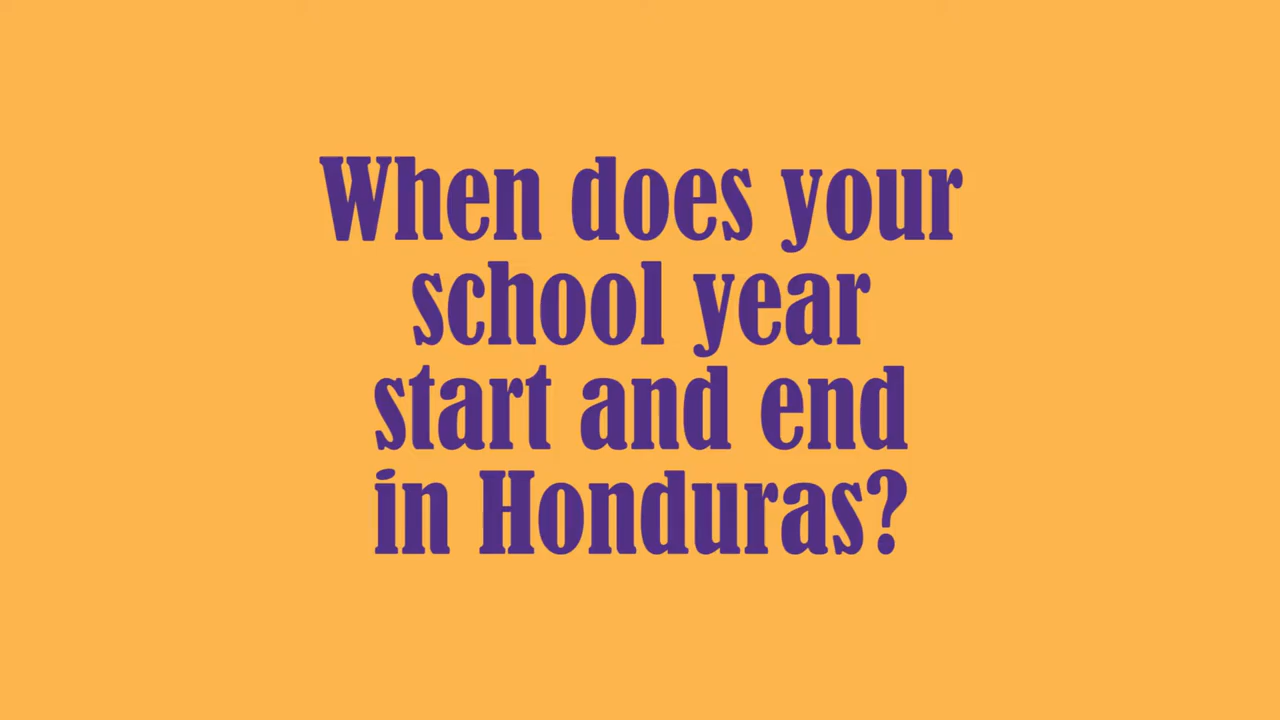 When does your
school year
start and end
in Honduras?